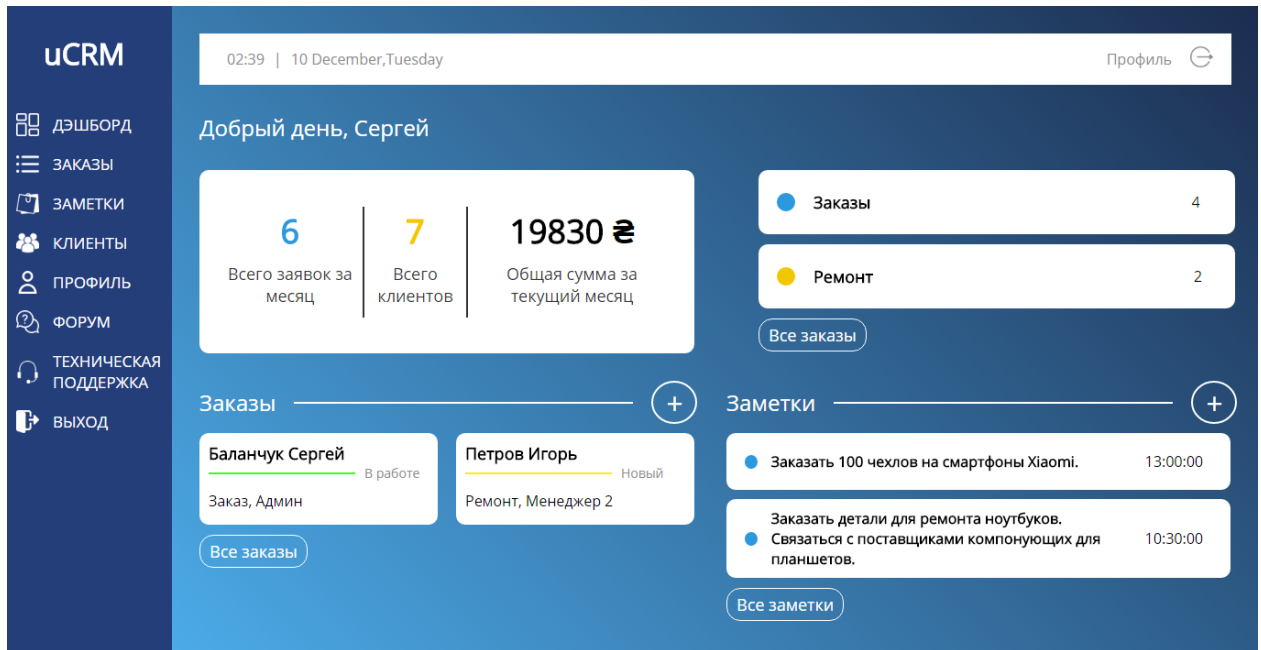 uCRM
ДЭШБОРД
ЗАКАЗЫ
ЗАМЕТКИ
КЛИЕНТЫ
ПРОФИЛЬ
ФОРУМ
ТЕХНИЧЕСКАЯ
ПОДДЕРЖКА
ВЫХОД
02:39 | 10 December,Tuesday
Профиль
Добрый день, Сергей
6
Всего заявок за
месяц
7
Всего
клиентов
19830 ₴
Общая сумма за
текущий месяц
Заказы 4
Ремонт 2
Все заказы
Заказы +
Баланчук Сергей
В работе
Заказ, Админ
Петров Игорь
Новый
Ремонт, Менеджер 2
Все заказы
Заметки +
Заказать 100 чехлов на смартфоны Xiaomi. 13:00:00
Заказать детали для ремонта ноутбуков.
Связаться с поставщиками компонующих для 10:30:00
планшетов.
Все заметки